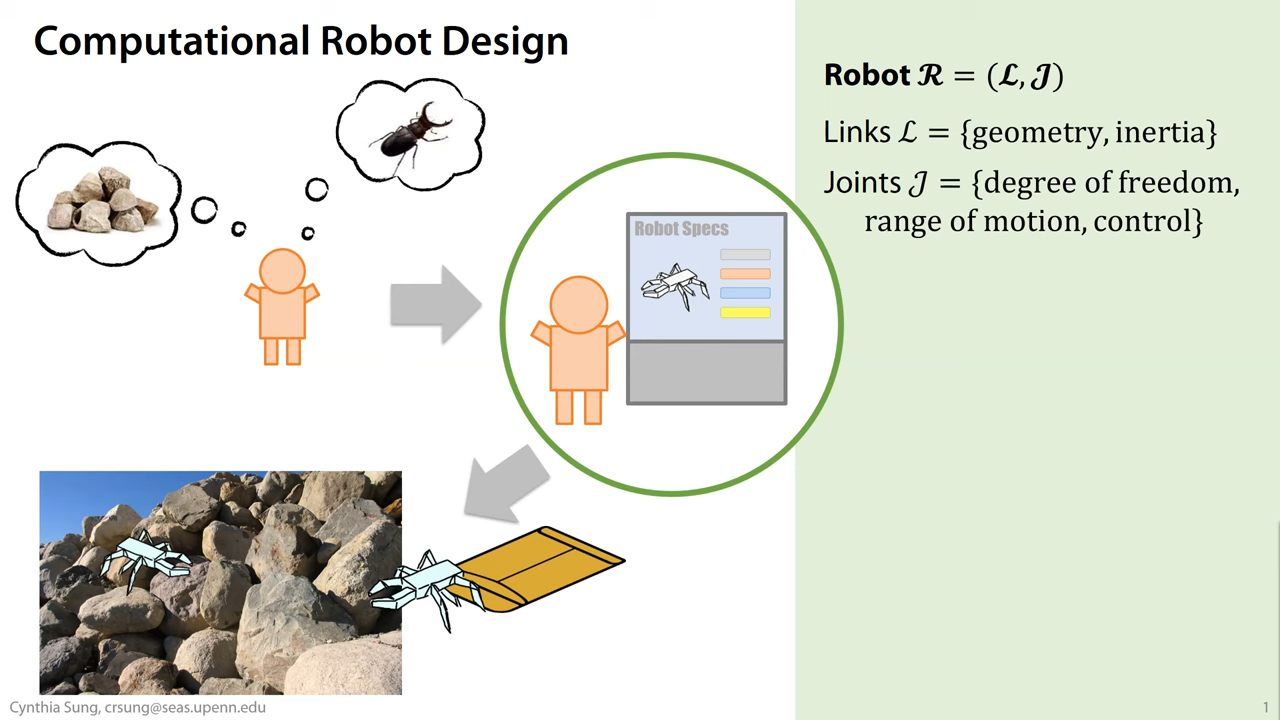 Computational Robot Design
Robot Specs
Robot 𝓡 = (𝓛, 𝓙)
Links ℒ = {geometry, inertia}
Joints 𝒥 = {degree of freedom,
range of motion, control}
Cynthia Sung, crsung@seas.upenn.edu
1